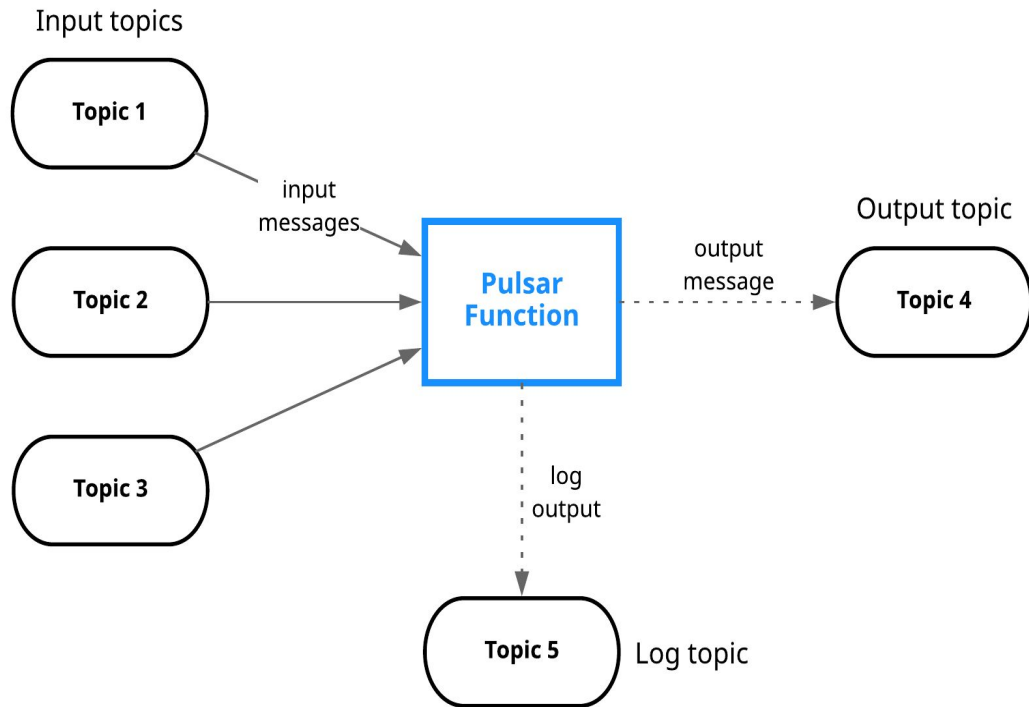 Input topics
Topic 1
input
messages
Output topic
output
message
Pulsar
Function
Topic 2
Topic 4
Topic 3
log
output
Topic 5
Log topic